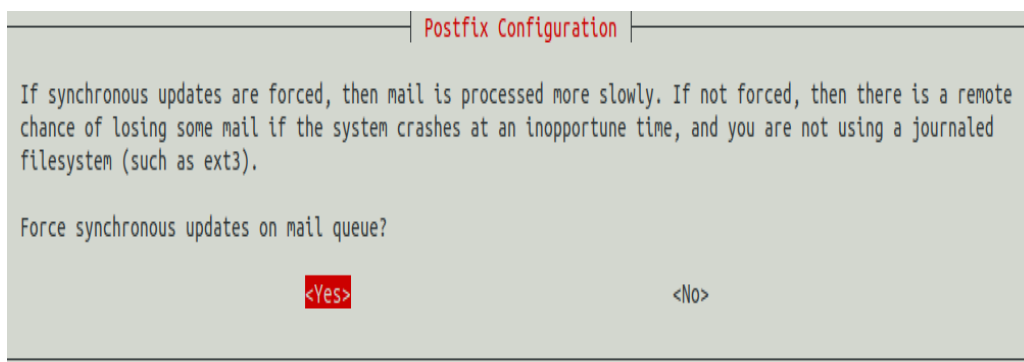 Postfix Configuration
If synchronous updates are forced, then mail is processed more slowly. If not forced, then there is a remote
chance of losing some mail if the system crashes at an inopportune time, and you are not using a journaled
filesystem (such as ext3).
Force synchronous updates on mail queue?
<Yes> <No>